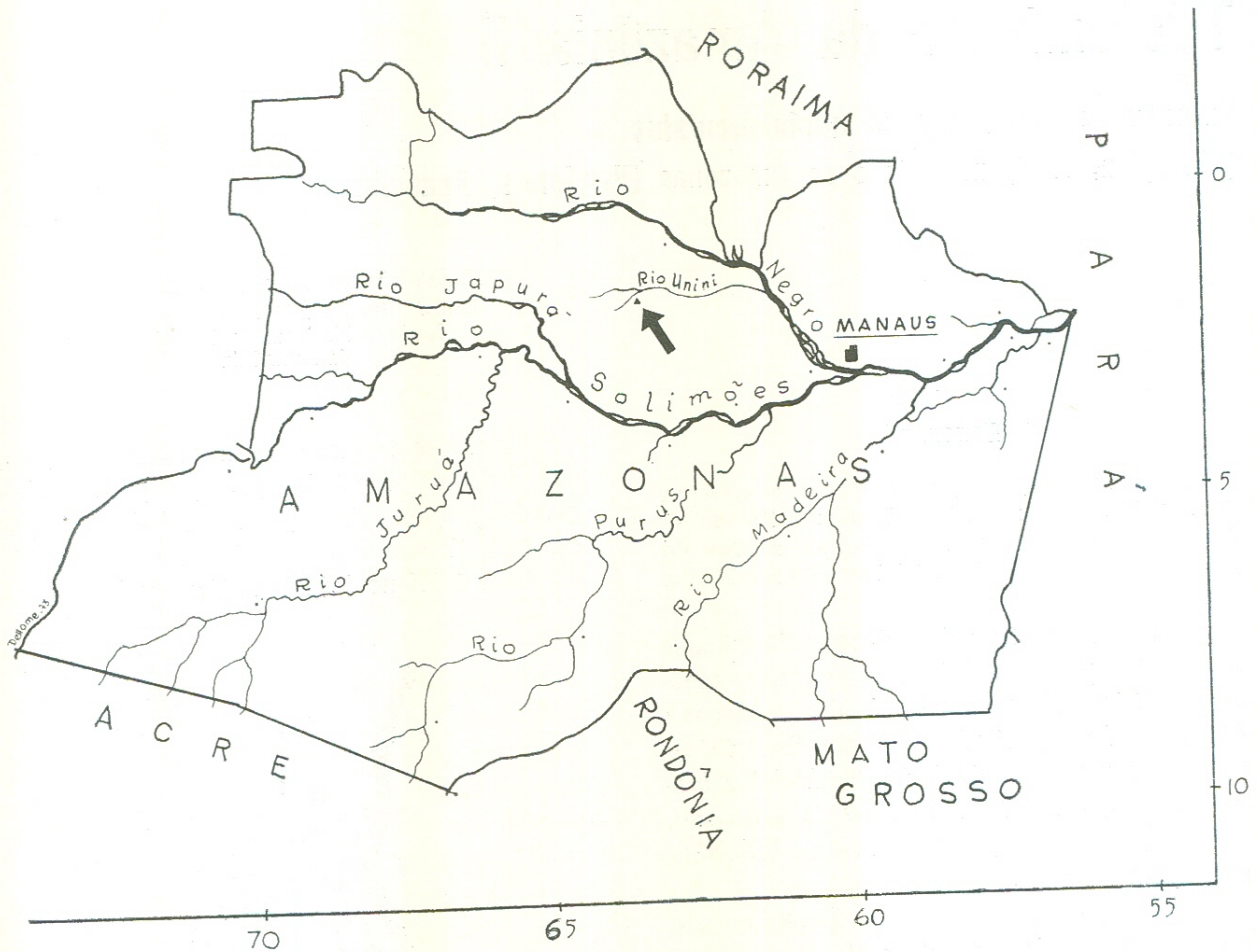 RORAIMA
PARÁ
0
Rio
Negro
Rio Unini
Rio Japurá
MANAUS
Rio
Solimões
AMAZONAS
5
Juruá
Rio
Purus
Rio
Madeira
Rio
ACRE
RONDÔNIA
MATO
GROSSO
10
70
65
60
55